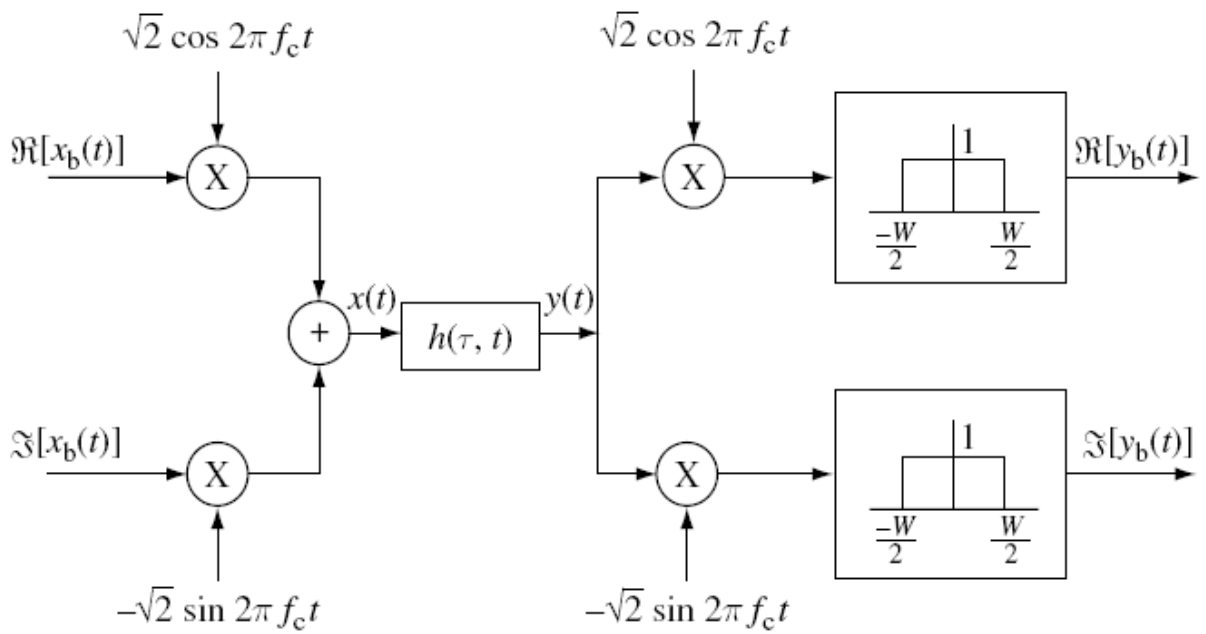 √2 cos 2π f_c t
√2 cos 2π f_c t
ℜ[x_b(t)]
X
X
1
−W/2
W/2
ℜ[y_b(t)]
x(t)
+
h(τ, t)
y(t)
ℑ[x_b(t)]
X
X
1
−W/2
W/2
ℑ[y_b(t)]
−√2 sin 2π f_c t
−√2 sin 2π f_c t